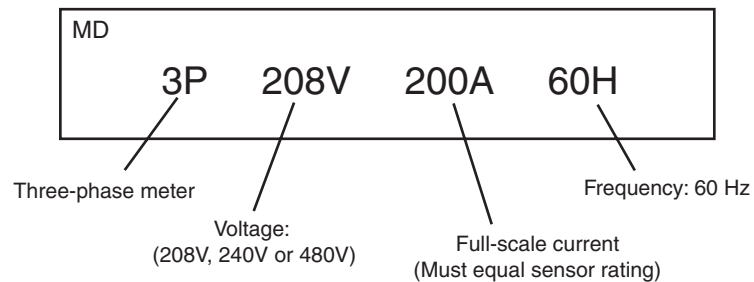 MD
3P 208V 200A 60H
Three-phase meter
Frequency: 60 Hz
Voltage:
(208V, 240V or 480V)
Full-scale current
(Must equal sensor rating)